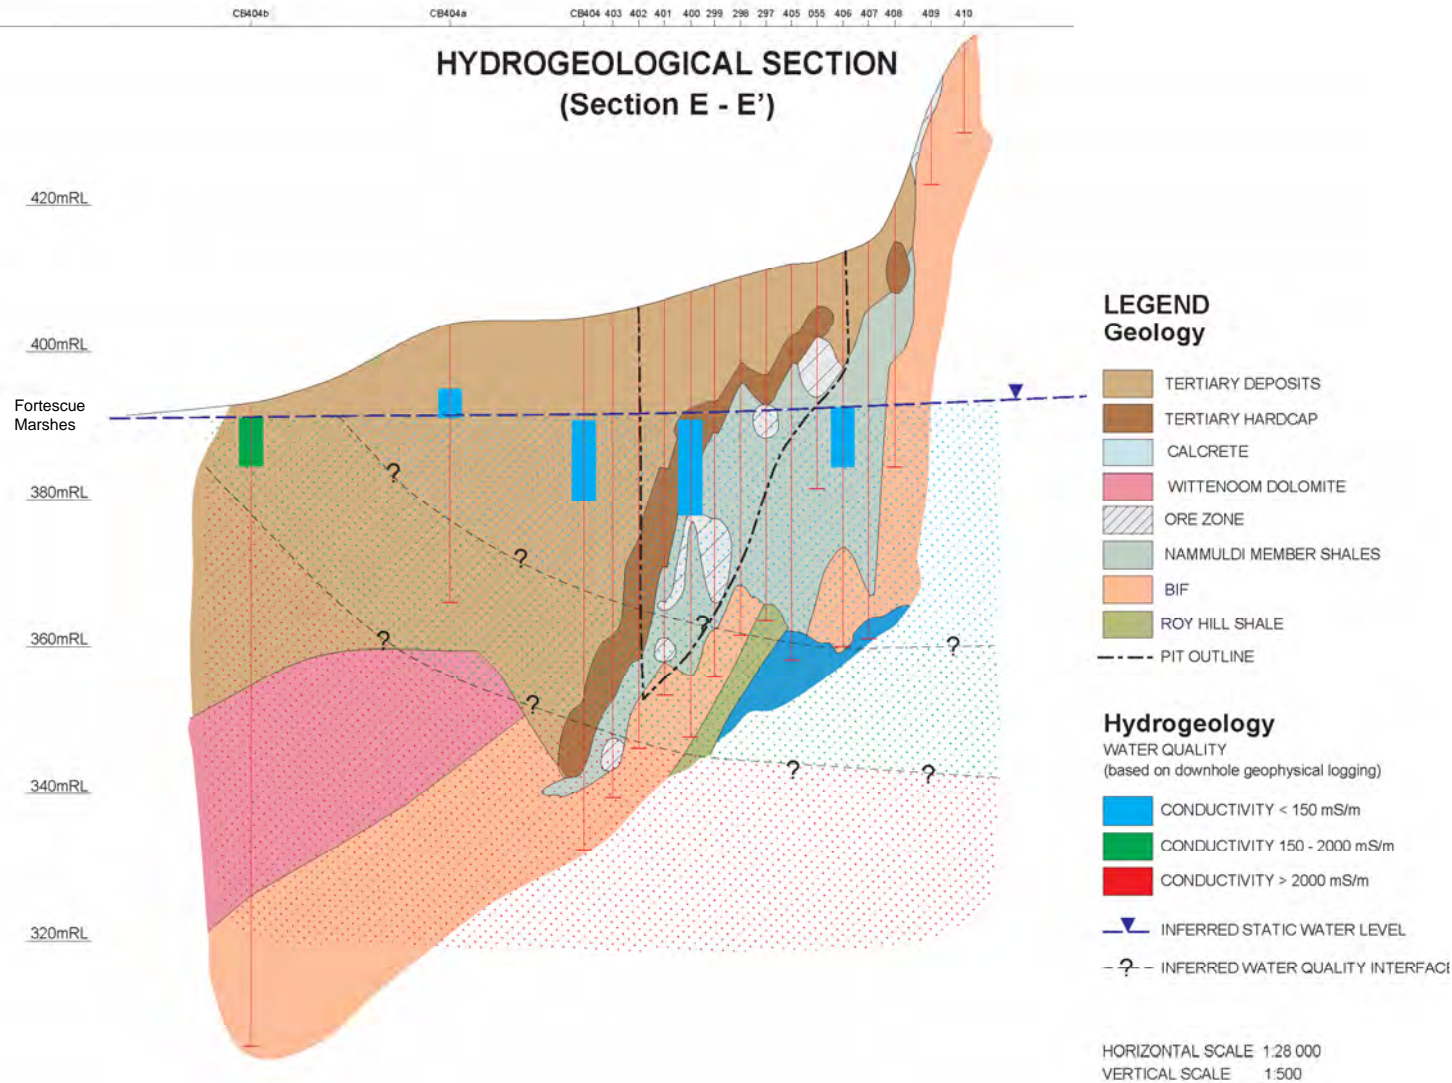 CB404b CB404a CB404 403 402 401 400 299 298 297 405 055 406 407 408 409 410
HYDROGEOLOGICAL SECTION
(Section E - E')
420mRL
400mRL
Fortescue
Marshes
380mRL
360mRL
340mRL
320mRL
?
?
?
?
?
?
?
?
LEGEND
Geology
TERTIARY DEPOSITS
TERTIARY HARDCAP
CALCRETE
WITTENOOM DOLOMITE
ORE ZONE
NAMMULDI MEMBER SHALES
BIF
ROY HILL SHALE
PIT OUTLINE
Hydrogeology
WATER QUALITY
(based on downhole geophysical logging)
CONDUCTIVITY < 150 mS/m
CONDUCTIVITY 150 - 2000 mS/m
CONDUCTIVITY > 2000 mS/m
INFERRED STATIC WATER LEVEL
? INFERRED WATER QUALITY INTERFACE
HORIZONTAL SCALE 1:28 000
VERTICAL SCALE 1:500